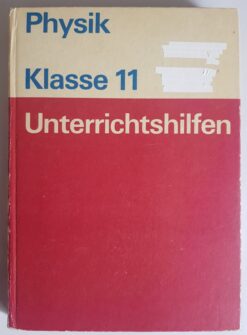 Physik
Klasse 11
Unterrichtshilfen